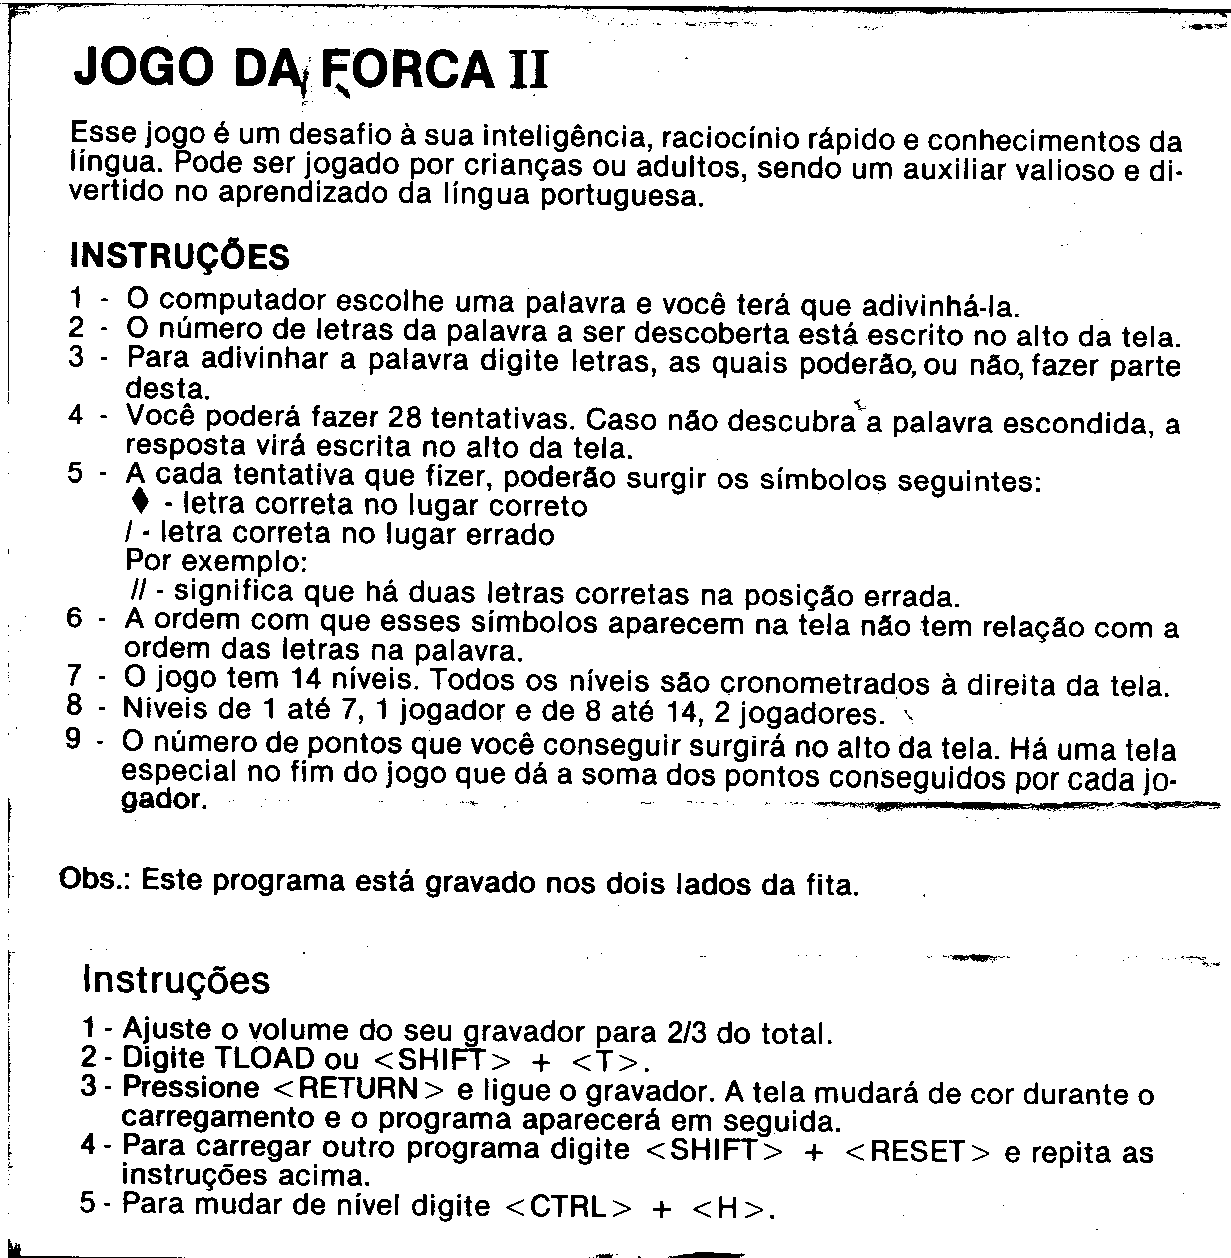 JOGO DA FORCA II
Esse jogo é um desafio à sua inteligência, raciocínio rápido e conhecimentos da
língua. Pode ser jogado por crianças ou adultos, sendo um auxiliar valioso e di-
vertido no aprendizado da língua portuguesa.
INSTRUÇÕES
1 - O computador escolhe uma palavra e você terá que adivinhá-la.
2 - O número de letras da palavra a ser descoberta está escrito no alto da tela.
3 - Para adivinhar a palavra digite letras, as quais poderão, ou não, fazer parte
desta.
4 - Você poderá fazer 28 tentativas. Caso não descubra a palavra escondida, a
resposta virá escrita no alto da tela.
5 - A cada tentativa que fizer, poderão surgir os símbolos seguintes:
♦ - letra correta no lugar correto
/ - letra correta no lugar errado
Por exemplo:
// - significa que há duas letras corretas na posição errada.
6 - A ordem com que esses símbolos aparecem na tela não tem relação com a
ordem das letras na palavra.
7 - O jogo tem 14 níveis. Todos os níveis são cronometrados à direita da tela.
8 - Niveis de 1 até 7, 1 jogador e de 8 até 14, 2 jogadores.
9 - O número de pontos que você conseguir surgirá no alto da tela. Há uma tela
especial no fim do jogo que dá a soma dos pontos conseguidos por cada jo-
gador.
Obs.: Este programa está gravado nos dois lados da fita.
Instruções
1 - Ajuste o volume do seu gravador para 2/3 do total.
2 - Digite TLOAD ou <SHIFT> + <T>.
3 - Pressione <RETURN> e ligue o gravador. A tela mudará de cor durante o
carregamento e o programa aparecerá em seguida.
4 - Para carregar outro programa digite <SHIFT> + <RESET> e repita as
instruções acima.
5 - Para mudar de nível digite <CTRL> + <H>.